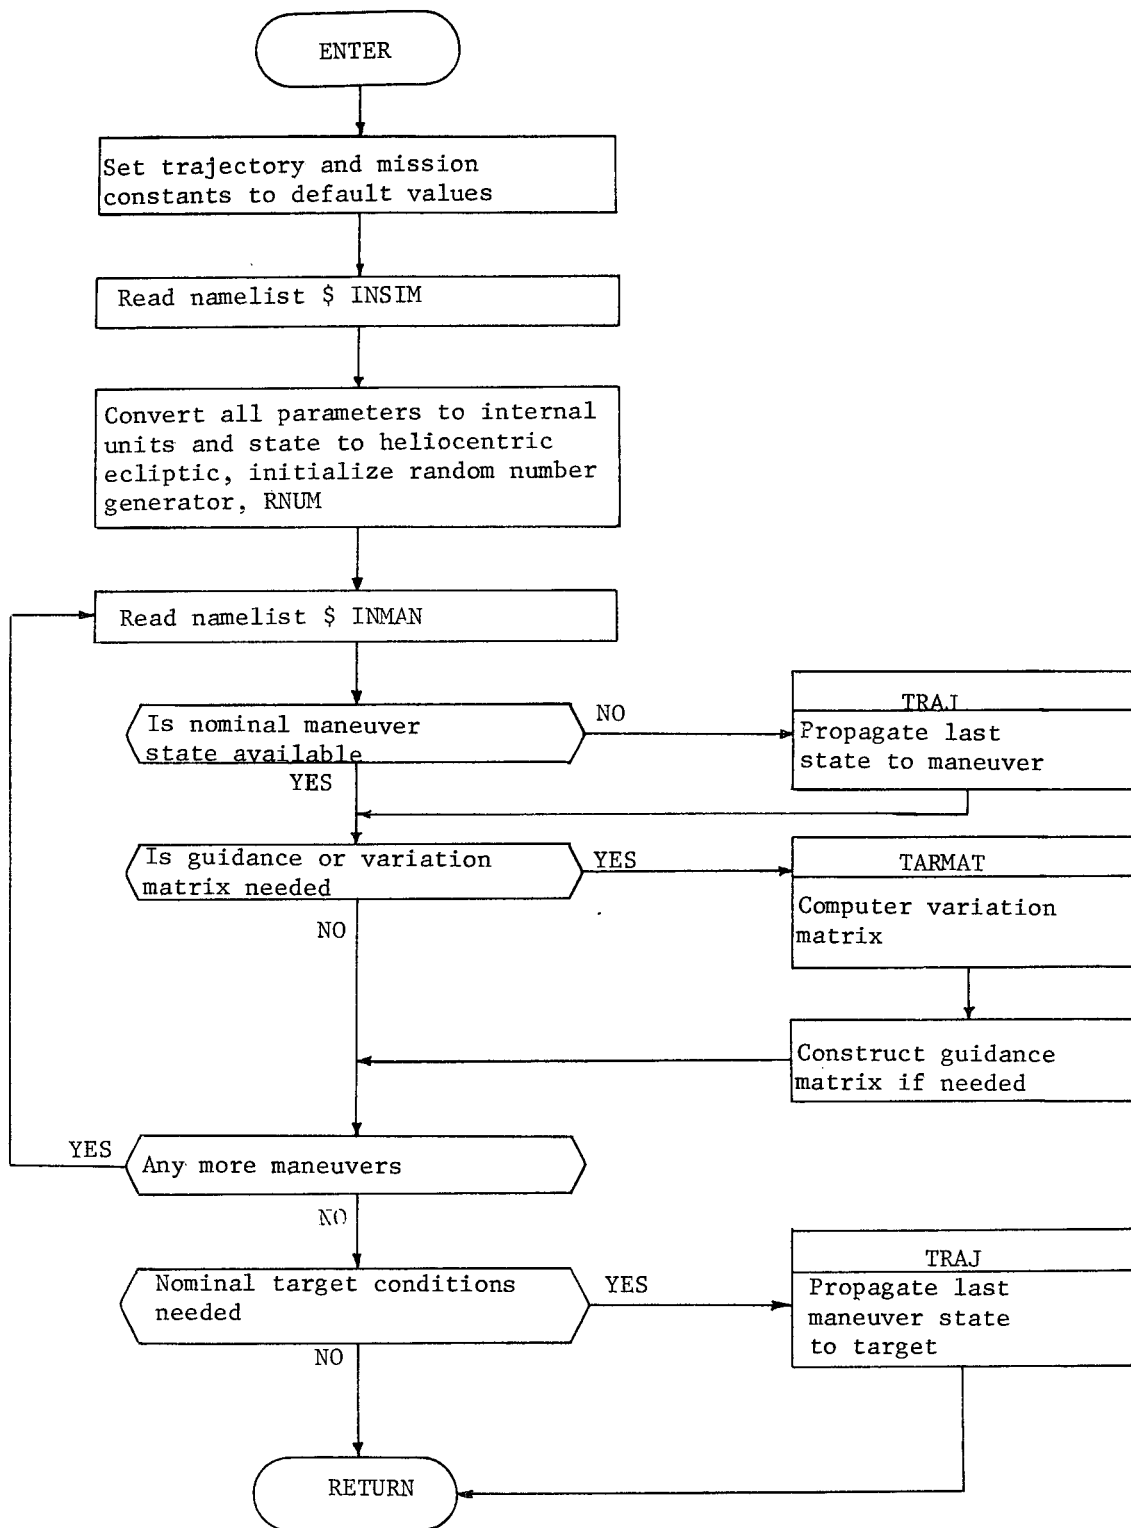 ENTER
Set trajectory and mission
constants to default values
Read namelist $ INSIM
Convert all parameters to internal
units and state to heliocentric
ecliptic, initialize random number
generator, RNUM
Read namelist $ INMAN
Is nominal maneuver
state available
NO
YES
TRAJ
Propagate last
state to maneuver
Is guidance or variation
matrix needed
YES
NO
TARMAT
Computer variation
matrix
Construct guidance
matrix if needed
YES
Any more maneuvers
NO
Nominal target conditions
needed
YES
NO
TRAJ
Propagate last
maneuver state
to target
RETURN